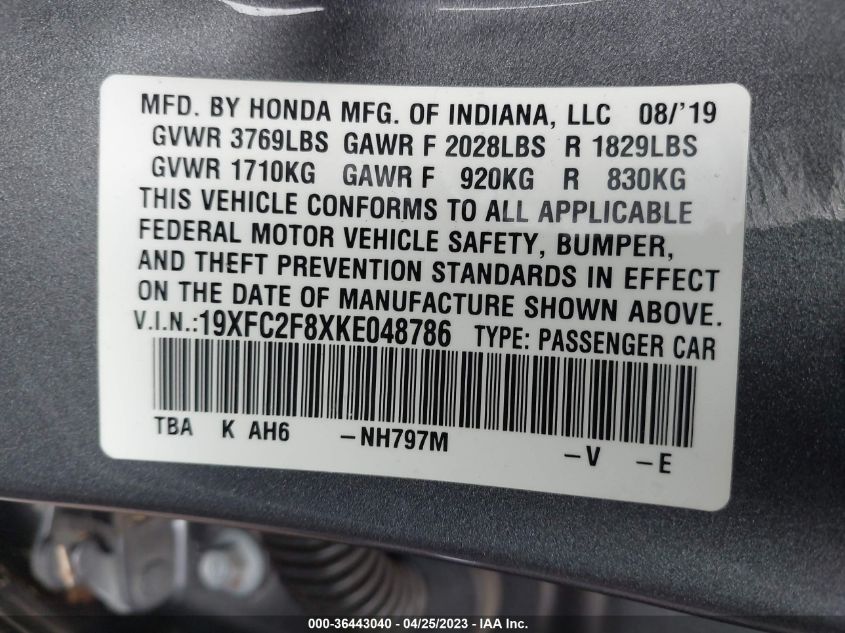 MFD. BY HONDA MFG. OF INDIANA, LLC 08/'19
GVWR 3769LBS GAWR F 2028LBS R 1829LBS
GVWR 1710KG GAWR F 920KG R 830KG
THIS VEHICLE CONFORMS TO ALL APPLICABLE
FEDERAL MOTOR VEHICLE SAFETY, BUMPER,
AND THEFT PREVENTION STANDARDS IN EFFECT
ON THE DATE OF MANUFACTURE SHOWN ABOVE.
V.I.N.:19XFC2F8XKE048786 TYPE: PASSENGER CAR
TBA K AH6 -NH797M -V -E
000-36443040 - 04/25/2023 - IAA Inc.